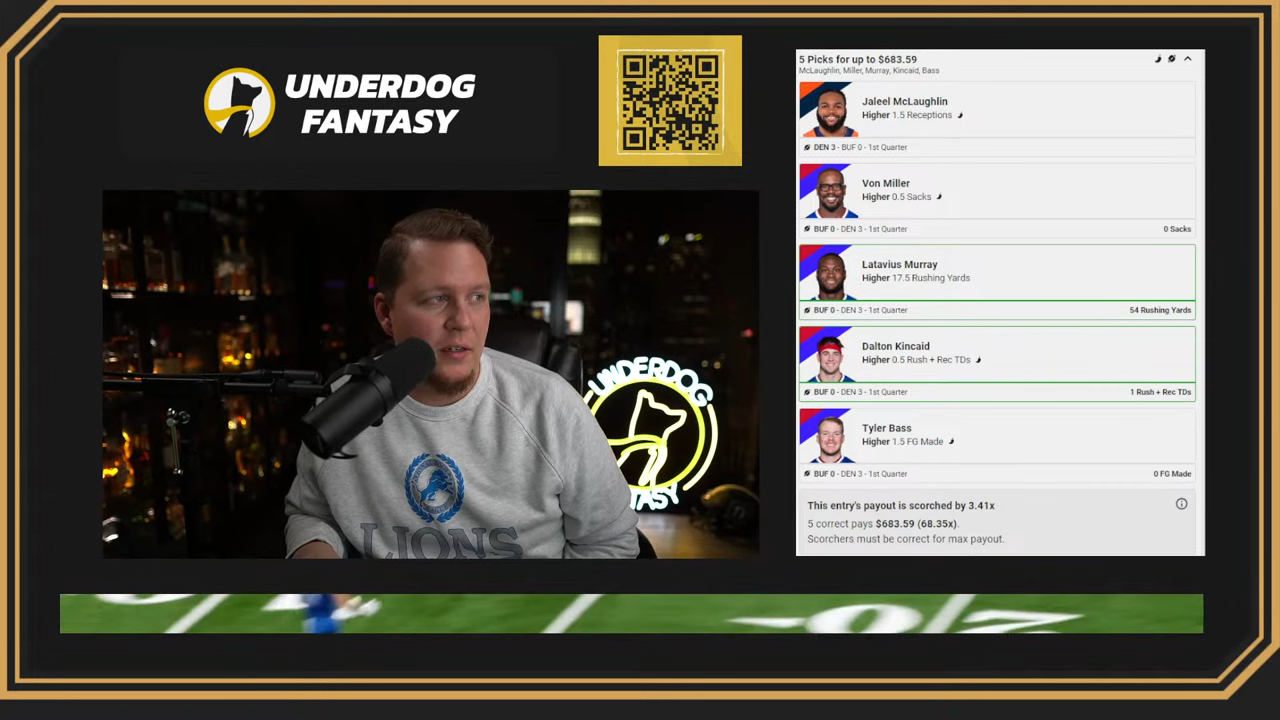 UNDERDOG
FANTASY
5 Picks for up to $683.59
McLaughlin, Miller, Murray, Kincaid, Bass
Jaleel McLaughlin
Higher 1.5 Receptions
DEN 3 - BUF 0 - 1st Quarter
Von Miller
Higher 0.5 Sacks
BUF 0 - DEN 3 - 1st Quarter
0 Sacks
Latavius Murray
Higher 17.5 Rushing Yards
BUF 0 - DEN 3 - 1st Quarter
54 Rushing Yards
Dalton Kincaid
Higher 0.5 Rush + Rec TDs
BUF 0 - DEN 3 - 1st Quarter
1 Rush + Rec TDs
Tyler Bass
Higher 1.5 FG Made
BUF 0 - DEN 3 - 1st Quarter
0 FG Made
This entry's payout is scorched by 3.41x
5 correct pays $683.59 (68.35x).
Scorchers must be correct for max payout.
UNDERDOG
LIONS